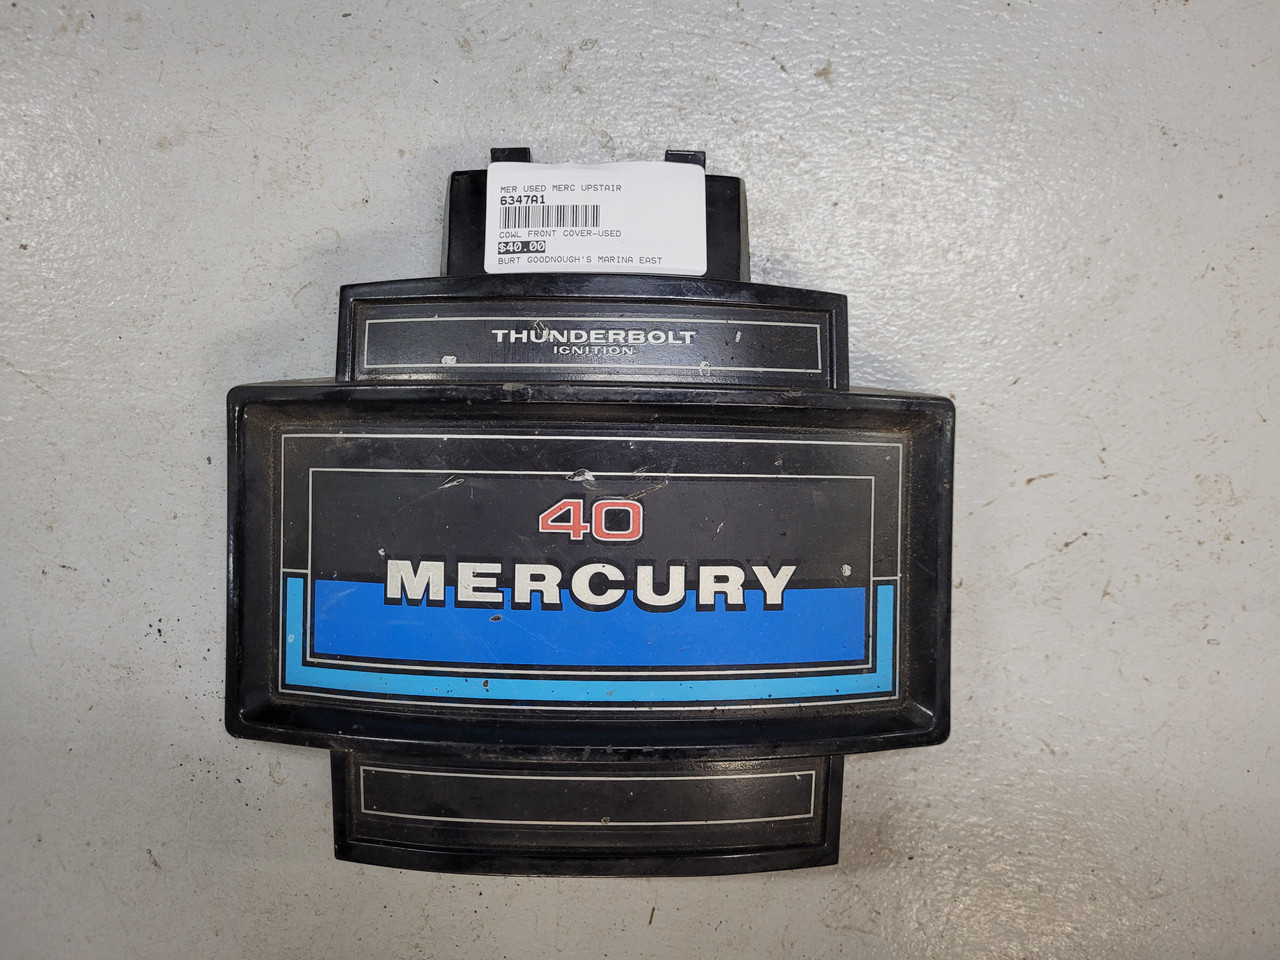 MER USED MERC UPSTAIR
6347A1
COWL FRONT COVER-USED
$40.00
BURT GOODNOUGH'S MARINA EAST
THUNDERBOLT
IGNITION
40
MERCURY